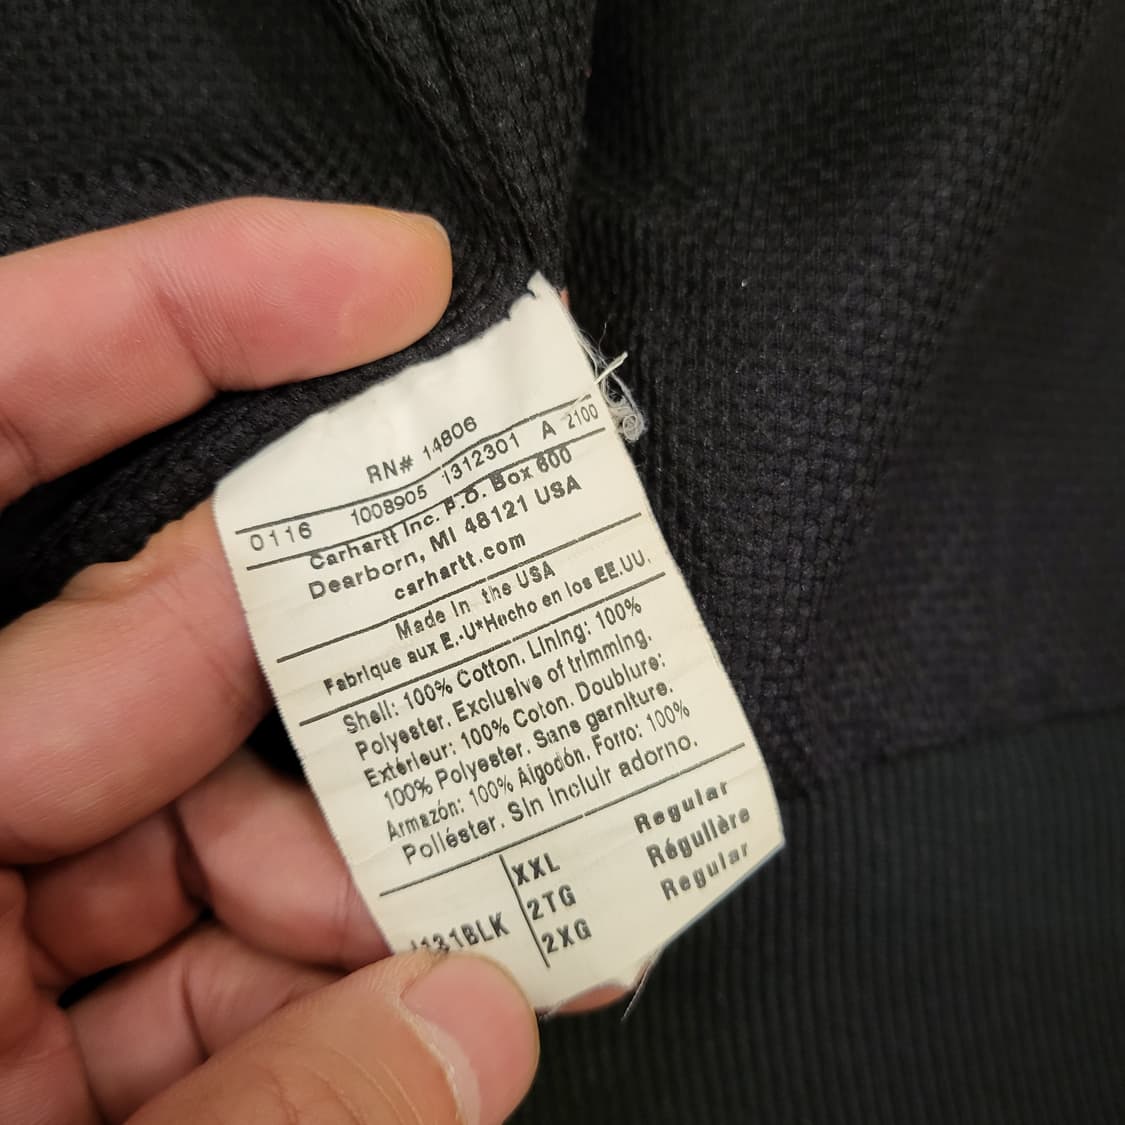 RN# 14806
0116 1008905 1312301 A 2100
Carhartt Inc. P.O. Box 600
Dearborn, MI 48121 USA
carhartt.com
Made In the USA
Fabrique aux E.-U*Hecho en los EE.UU.
Shell: 100% Cotton. Lining: 100%
Polyester. Exclusive of trimming.
Extérieur: 100% Coton. Doublure:
100% Polyester. Sans garniture.
Armazón: 100% Algodón. Forro: 100%
Poliéster. Sin incluir adorno.
Regular
Régulière
Regular
J131BLK
XXL
2TG
2XG